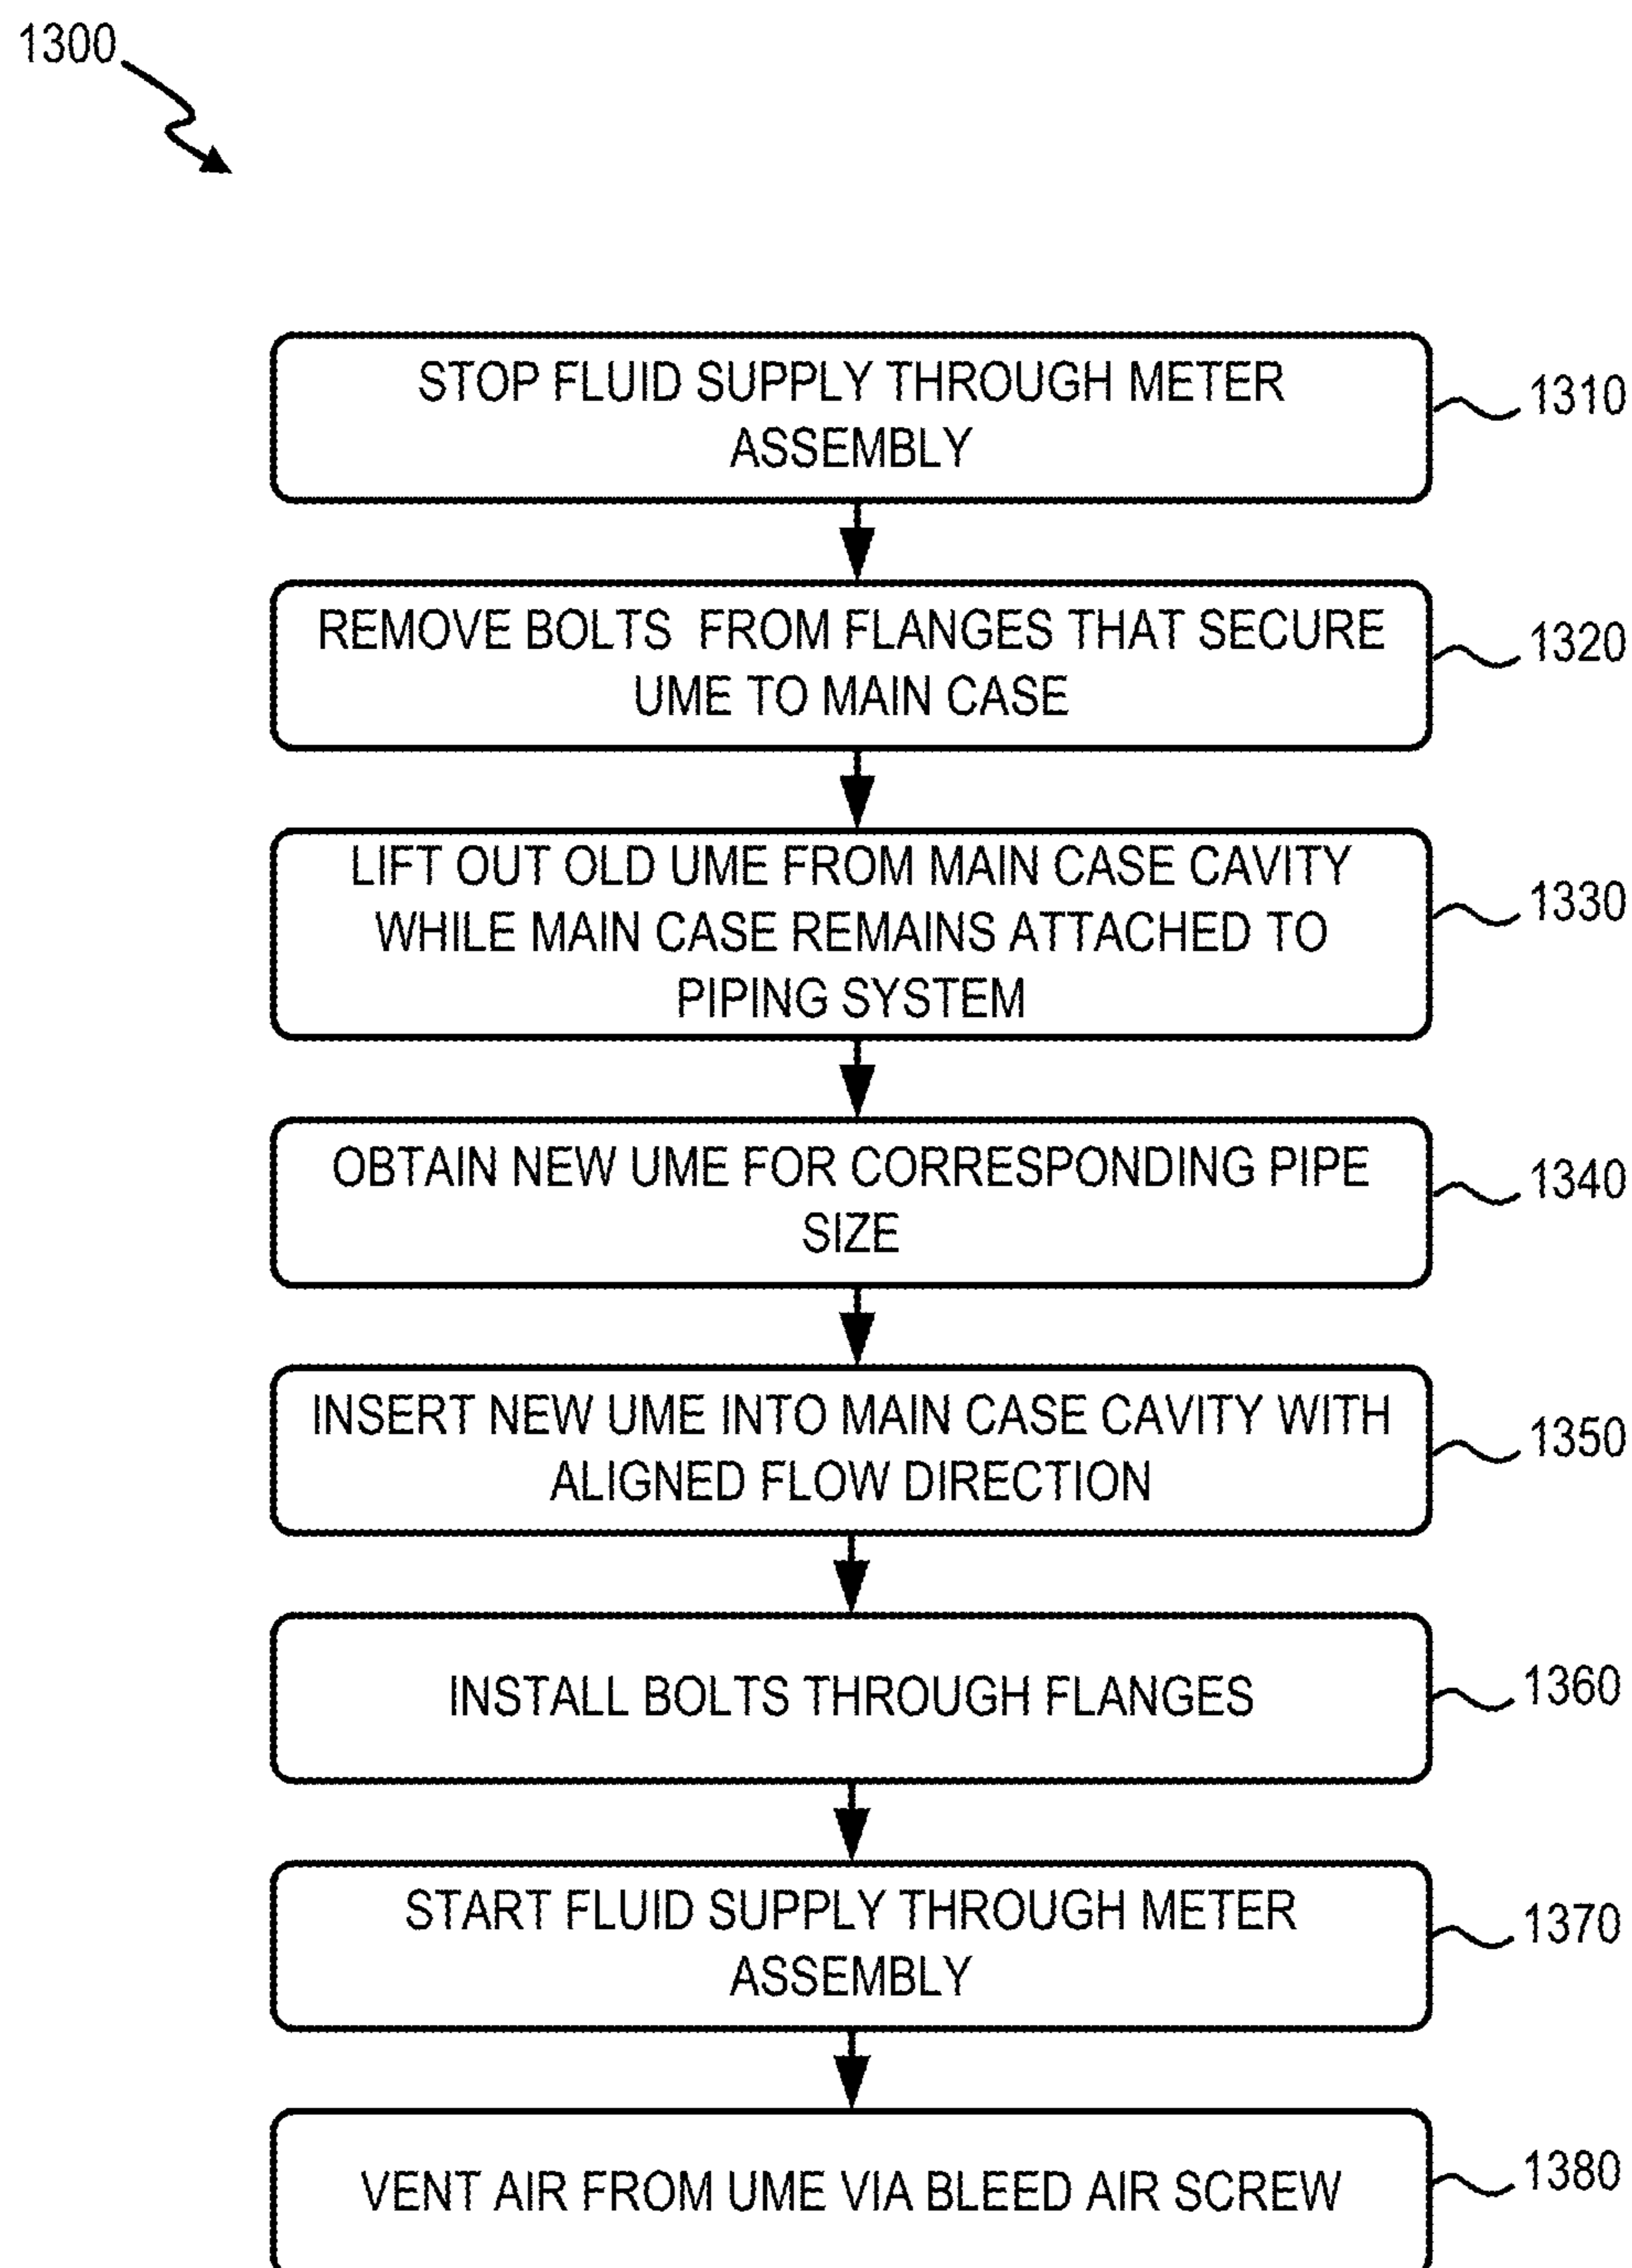 1300
STOP FLUID SUPPLY THROUGH METER
ASSEMBLY
1310
REMOVE BOLTS FROM FLANGES THAT SECURE
UME TO MAIN CASE
1320
LIFT OUT OLD UME FROM MAIN CASE CAVITY
WHILE MAIN CASE REMAINS ATTACHED TO
PIPING SYSTEM
1330
OBTAIN NEW UME FOR CORRESPONDING PIPE
SIZE
1340
INSERT NEW UME INTO MAIN CASE CAVITY WITH
ALIGNED FLOW DIRECTION
1350
INSTALL BOLTS THROUGH FLANGES
1360
START FLUID SUPPLY THROUGH METER
ASSEMBLY
1370
VENT AIR FROM UME VIA BLEED AIR SCREW
1380